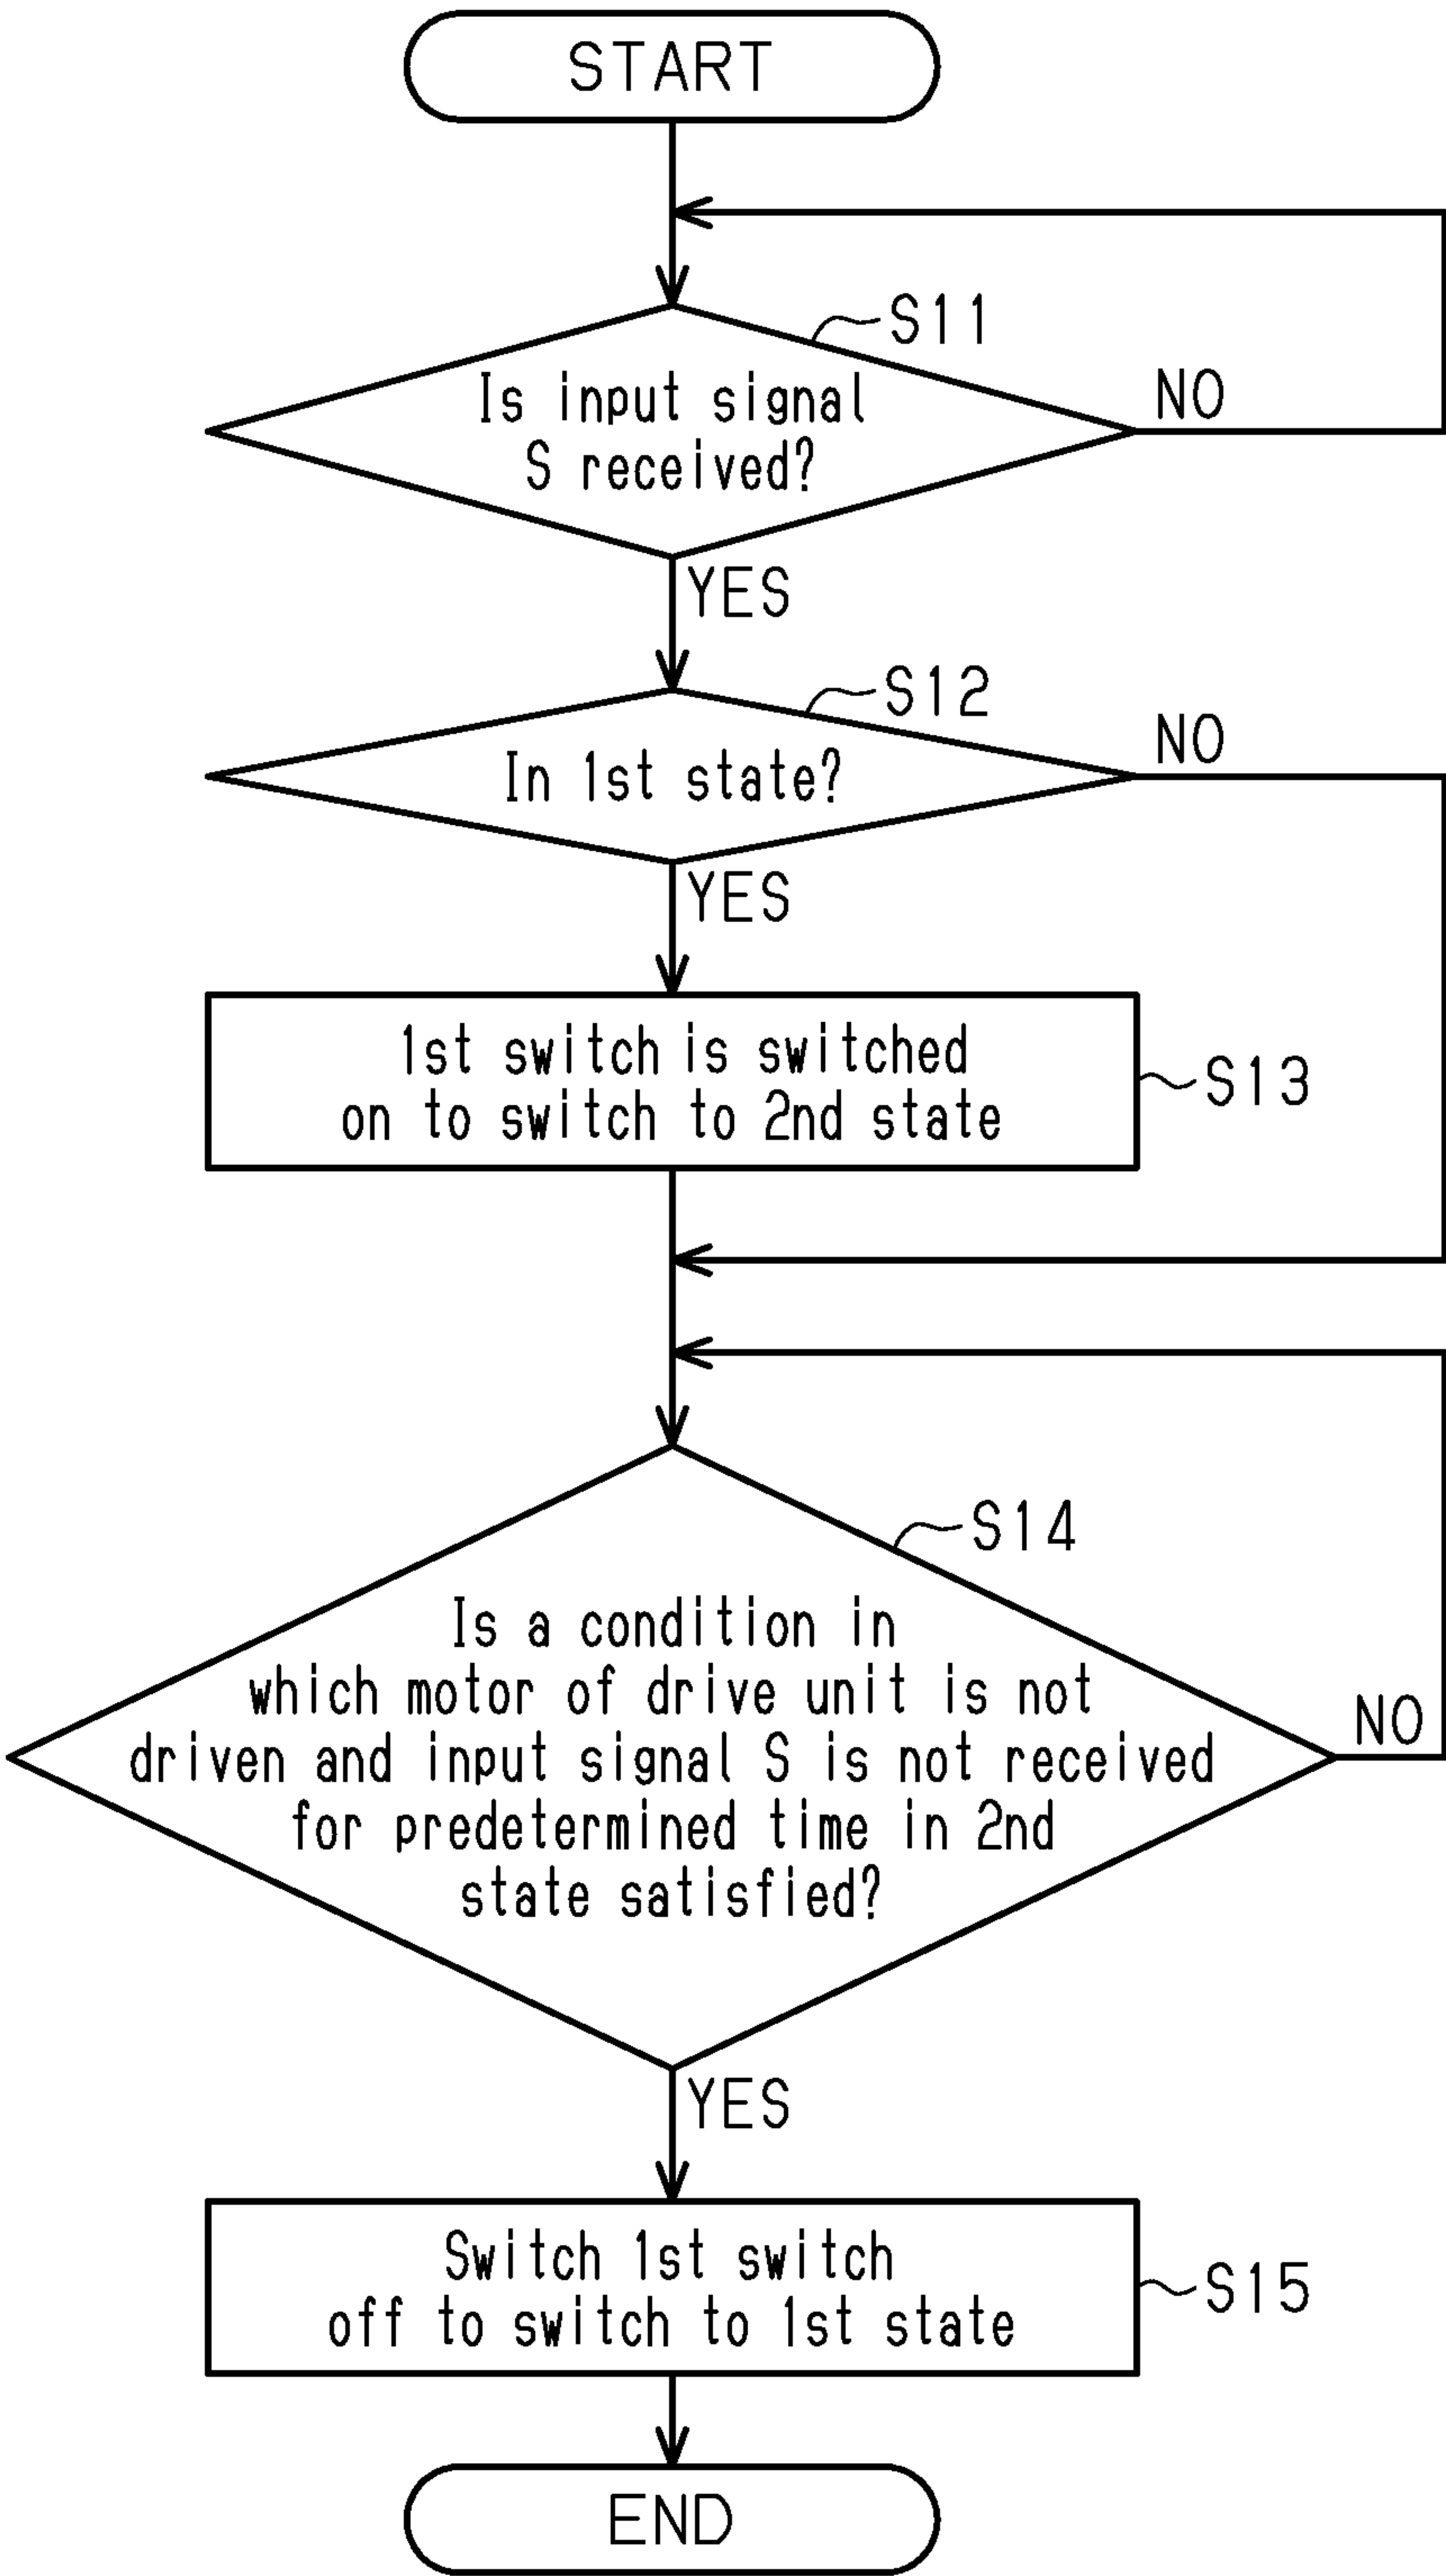 START
S11
Is input signal
S received?
NO
YES
S12
In 1st state?
NO
YES
1st switch is switched
on to switch to 2nd state
S13
S14
Is a condition in
which motor of drive unit is not
driven and input signal S is not received
for predetermined time in 2nd
state satisfied?
NO
YES
Switch 1st switch
off to switch to 1st state
S15
END